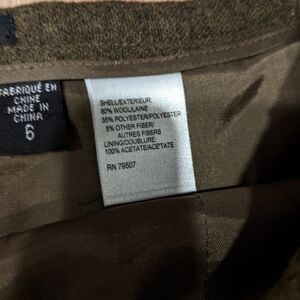 FABRIQUÉ EN
CHINE
MADE IN
CHINA
6
SHELL/EXTERIEUR
60% WOOL/LAINE
35% POLYESTER/POLYESTER
5% OTHER FIBER/
AUTRES FIBERS
LINING/DOUBLURE:
100% ACETATE/ACETATE
RN 79507